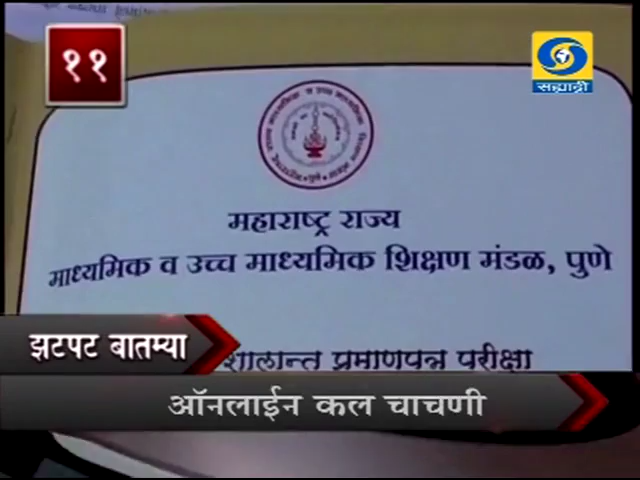 ११
सह्याद्री
महाराष्ट्र राज्य
माध्यमिक व उच्च माध्यमिक शिक्षण मंडळ, पुणे
शालान्त प्रमाणपत्र परीक्षा
झटपट बातम्या
ऑनलाईन कल चाचणी